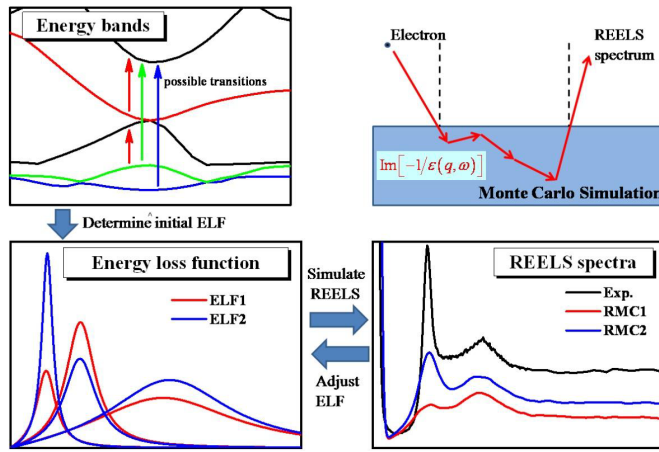 Energy bands
possible transitions
Electron
REELS
spectrum
Im[-1/ε(q,ω)]
Monte Carlo Simulation
Determine initial ELF
Energy loss function
ELF1
ELF2
Simulate
REELS
Adjust
ELF
REELS spectra
Exp.
RMC1
RMC2